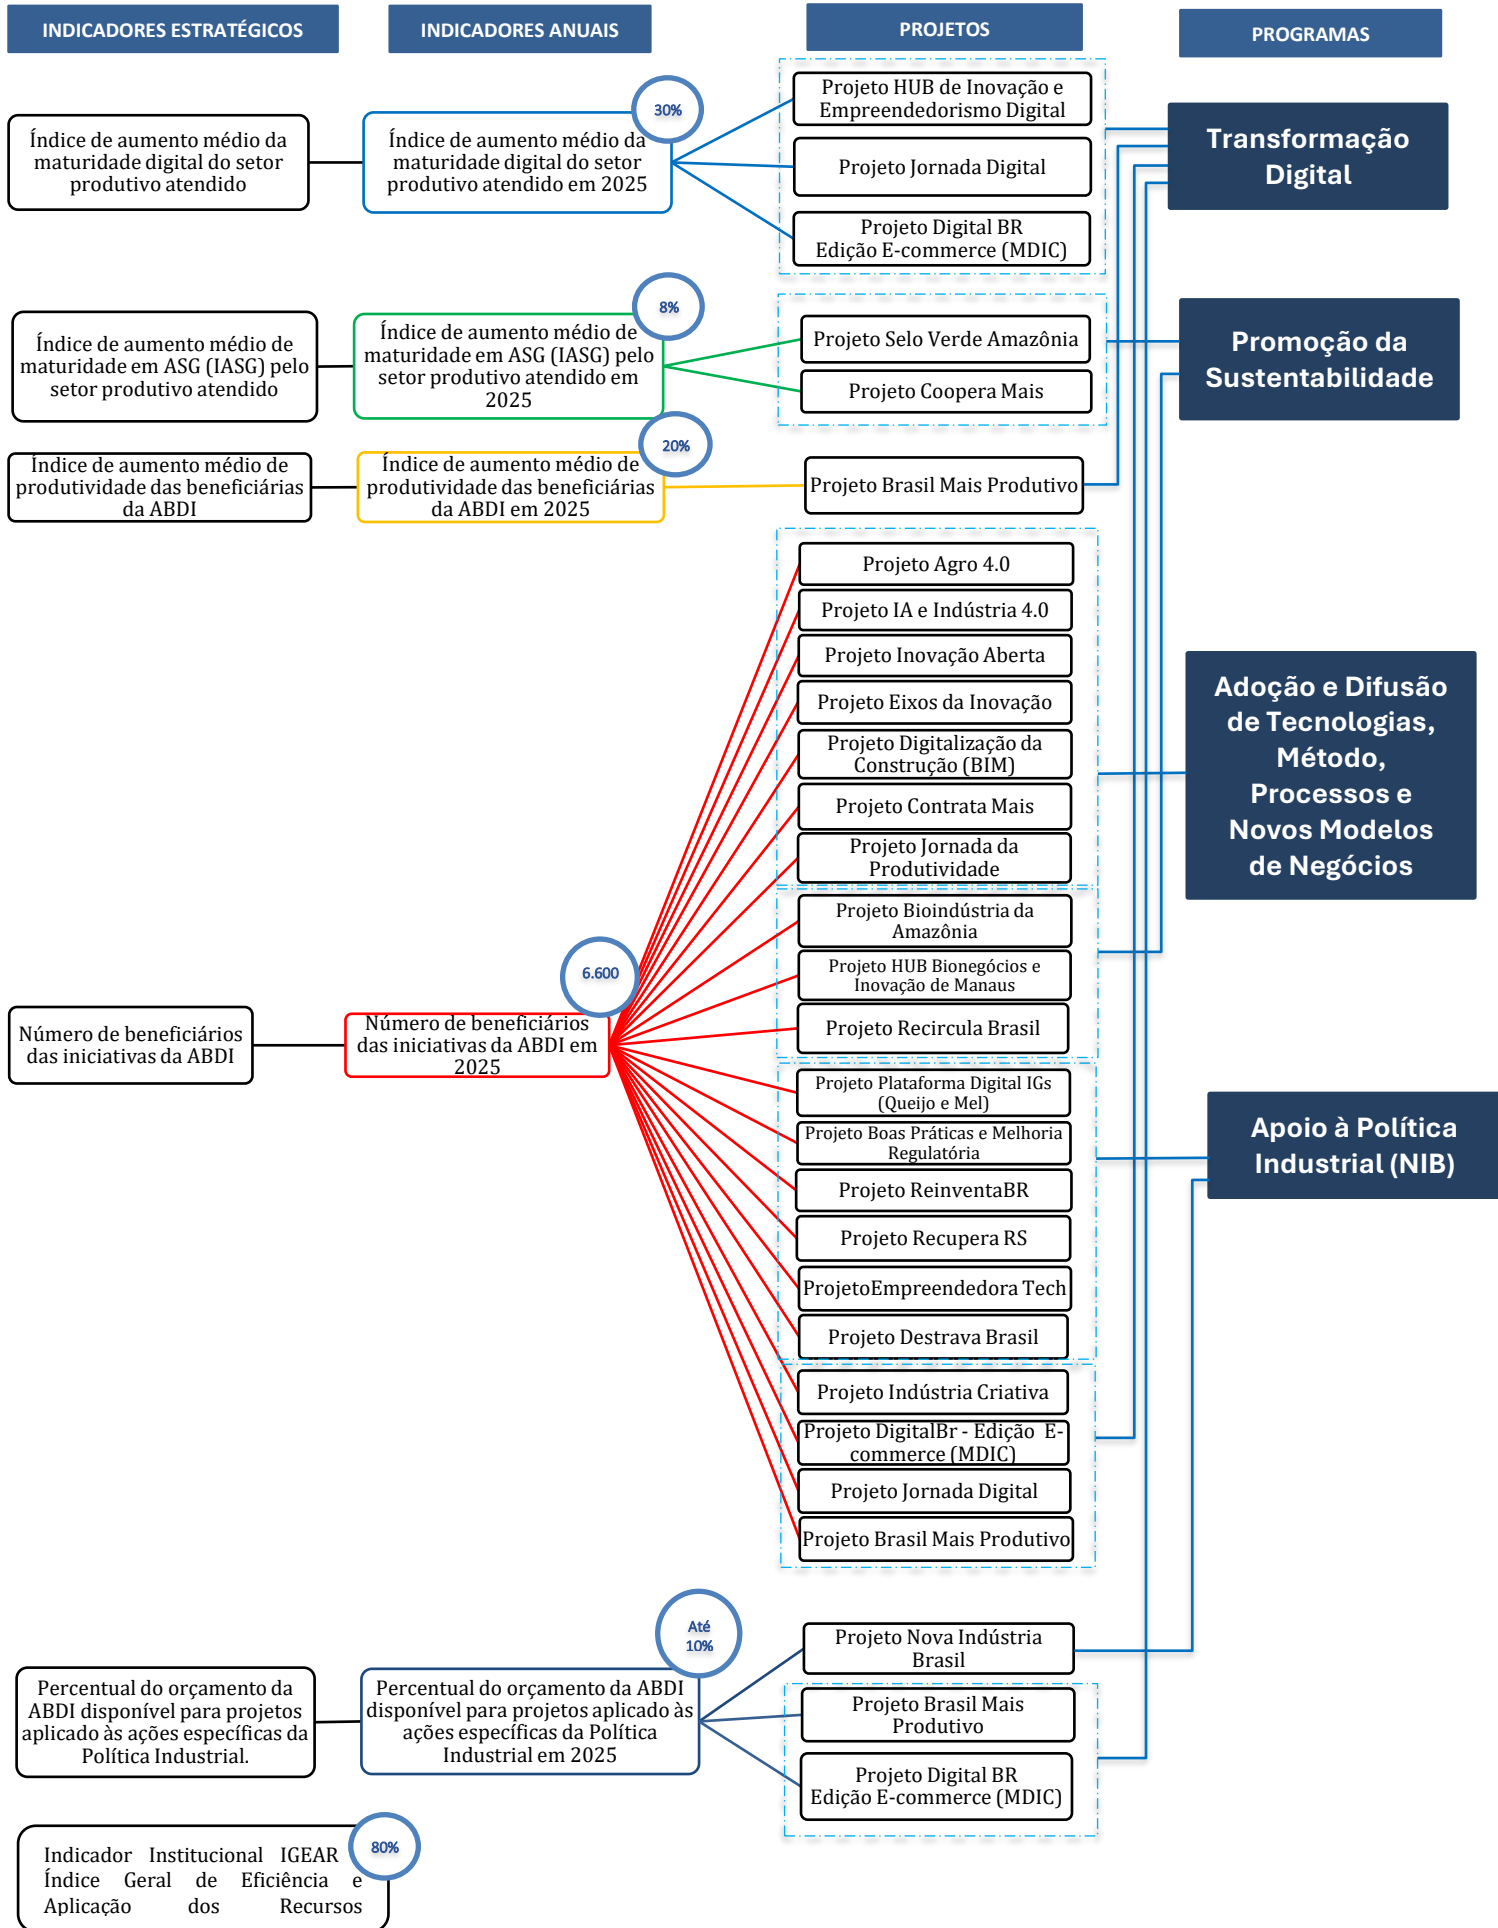 INDICADORES ESTRATÉGICOS
INDICADORES ANUAIS
PROJETOS
PROGRAMAS
Índice de aumento médio da
maturidade digital do setor
produtivo atendido
Índice de aumento médio da
maturidade digital do setor
produtivo atendido em 2025
30%
Projeto HUB de Inovação e
Empreendedorismo Digital
Projeto Jornada Digital
Projeto Digital BR
Edição E-commerce (MDIC)
Transformação
Digital
Índice de aumento médio de
maturidade em ASG (IASG) pelo
setor produtivo atendido
Índice de aumento médio de
maturidade em ASG (IASG) pelo
setor produtivo atendido em
2025
8%
Projeto Selo Verde Amazônia
Projeto Coopera Mais
Promoção da
Sustentabilidade
Índice de aumento médio de
produtividade das beneficiárias
da ABDI
Índice de aumento médio de
produtividade das beneficiárias
da ABDI em 2025
20%
Projeto Brasil Mais Produtivo
Projeto Agro 4.0
Projeto IA e Indústria 4.0
Projeto Inovação Aberta
Projeto Eixos da Inovação
Projeto Digitalização da
Construção (BIM)
Projeto Contrata Mais
Projeto Jornada da
Produtividade
Adoção e Difusão
de Tecnologias,
Método,
Processos e
Novos Modelos
de Negócios
Número de beneficiários
das iniciativas da ABDI
Número de beneficiários
das iniciativas da ABDI em
2025
6.600
Projeto Bioindústria da
Amazônia
Projeto HUB Bionegócios e
Inovação de Manaus
Projeto Recircula Brasil
Projeto Plataforma Digital IGs
(Queijo e Mel)
Projeto Boas Práticas e Melhoria
Regulatória
Projeto ReinventaBR
Projeto Recupera RS
ProjetoEmpreendedora Tech
Projeto Destrava Brasil
Apoio à Política
Industrial (NIB)
Projeto Indústria Criativa
Projeto DigitalBr - Edição E-
commerce (MDIC)
Projeto Jornada Digital
Projeto Brasil Mais Produtivo
Percentual do orçamento da
ABDI disponível para projetos
aplicado às ações específicas da
Política Industrial.
Percentual do orçamento da ABDI
disponível para projetos aplicado às
ações específicas da Política
Industrial em 2025
Até
10%
Projeto Nova Indústria
Brasil
Projeto Brasil Mais
Produtivo
Projeto Digital BR
Edição E-commerce (MDIC)
Indicador Institucional IGEAR
Índice Geral de Eficiência e
Aplicação dos Recursos
80%